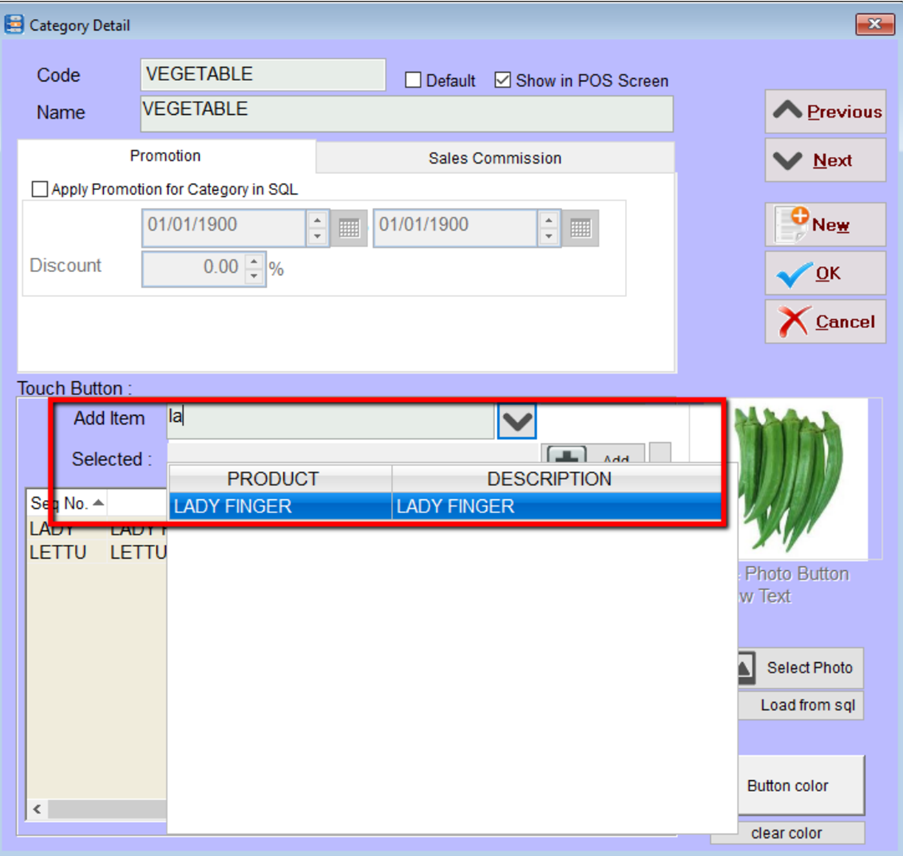 Category Detail
Code VEGETABLE Default Show in POS Screen
Name VEGETABLE
Previous
Next
New
OK
Cancel
Promotion Sales Commission
Apply Promotion for Category in SQL
01/01/1900 01/01/1900
Discount 0.00 %
Touch Button :
Add Item la
Selected : Add
PRODUCT DESCRIPTION
LADY FINGER LADY FINGER
Seq No.
LADY LADY F
LETTU LETTU
Photo Button
w Text
Select Photo
Load from sql
Button color
clear color